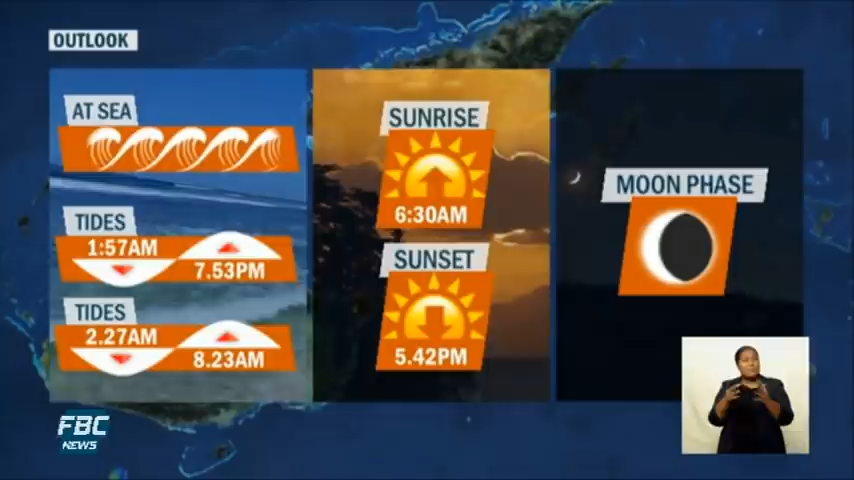 OUTLOOK
AT SEA
TIDES
1:57AM
7.53PM
TIDES
2.27AM
8.23AM
SUNRISE
6:30AM
SUNSET
5.42PM
MOON PHASE
FBC
NEWS